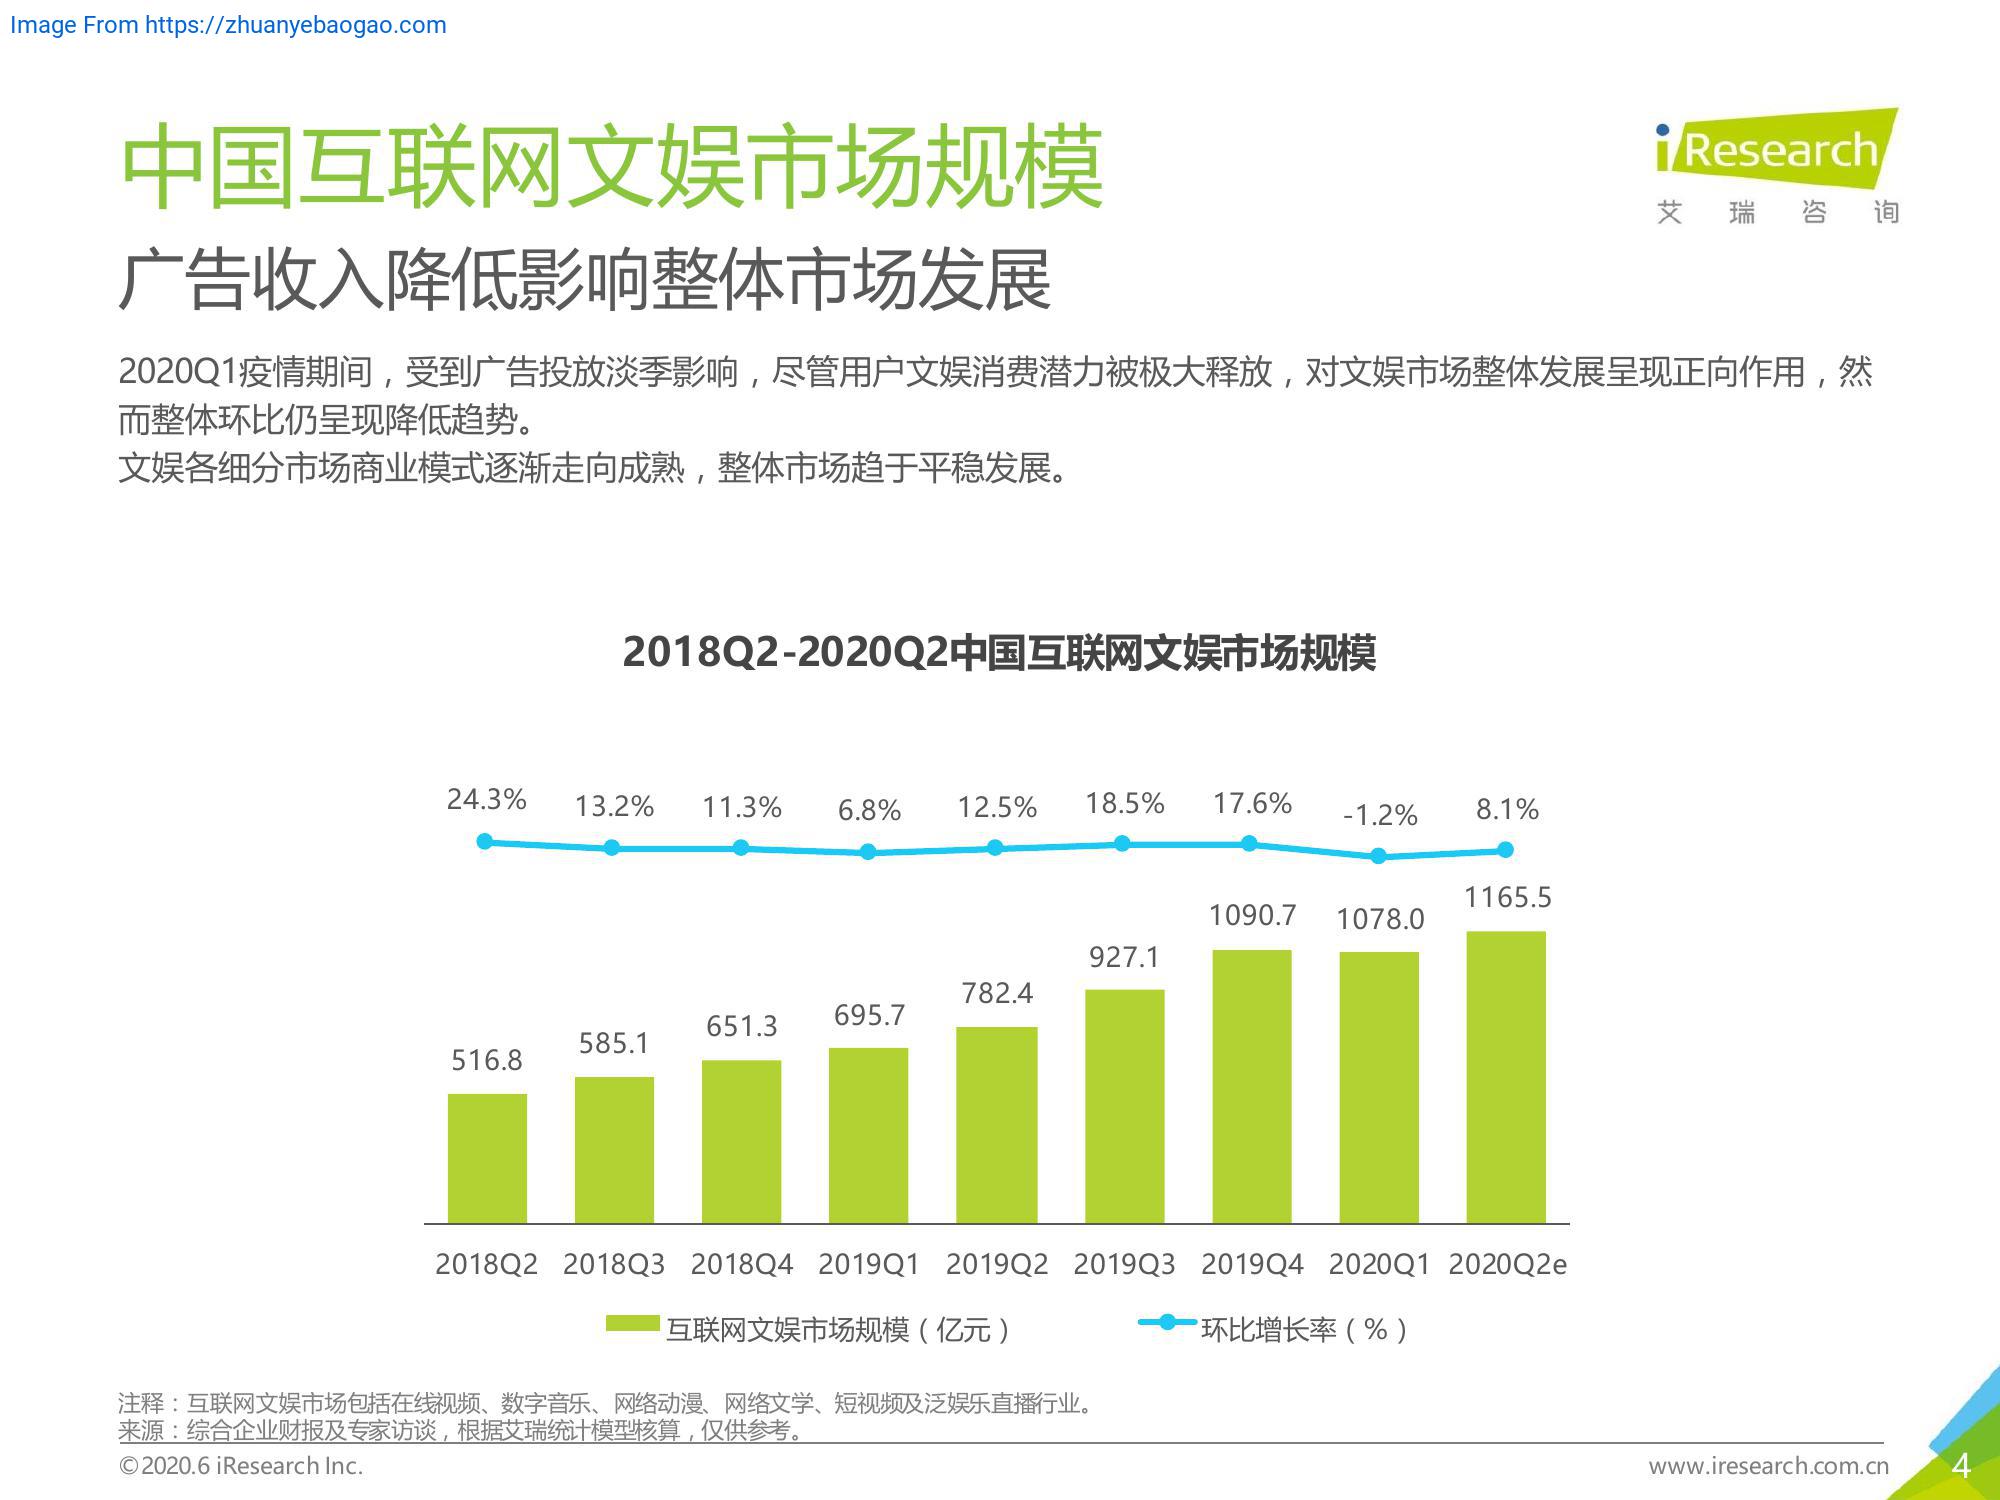 Image From https://zhuanyebaogao.com
中国互联网文娱市场规模
iResearch
艾瑞咨询
广告收入降低影响整体市场发展
2020Q1疫情期间，受到广告投放淡季影响，尽管用户文娱消费潜力被极大释放，对文娱市场整体发展呈现正向作用，然
而整体环比仍呈现降低趋势。
文娱各细分市场商业模式逐渐走向成熟，整体市场趋于平稳发展。
2018Q2-2020Q2中国互联网文娱市场规模
24.3% 13.2% 11.3% 6.8% 12.5% 18.5% 17.6% -1.2% 8.1%
516.8 585.1 651.3 695.7 782.4 927.1 1090.7 1078.0 1165.5
2018Q2 2018Q3 2018Q4 2019Q1 2019Q2 2019Q3 2019Q4 2020Q1 2020Q2e
互联网文娱市场规模（亿元） 环比增长率（%）
注释：互联网文娱市场包括在线视频、数字音乐、网络动漫、网络文学、短视频及泛娱乐直播行业。
来源：综合企业财报及专家访谈，根据艾瑞统计模型核算，仅供参考。
©2020.6 iResearch Inc. www.iresearch.com.cn 4